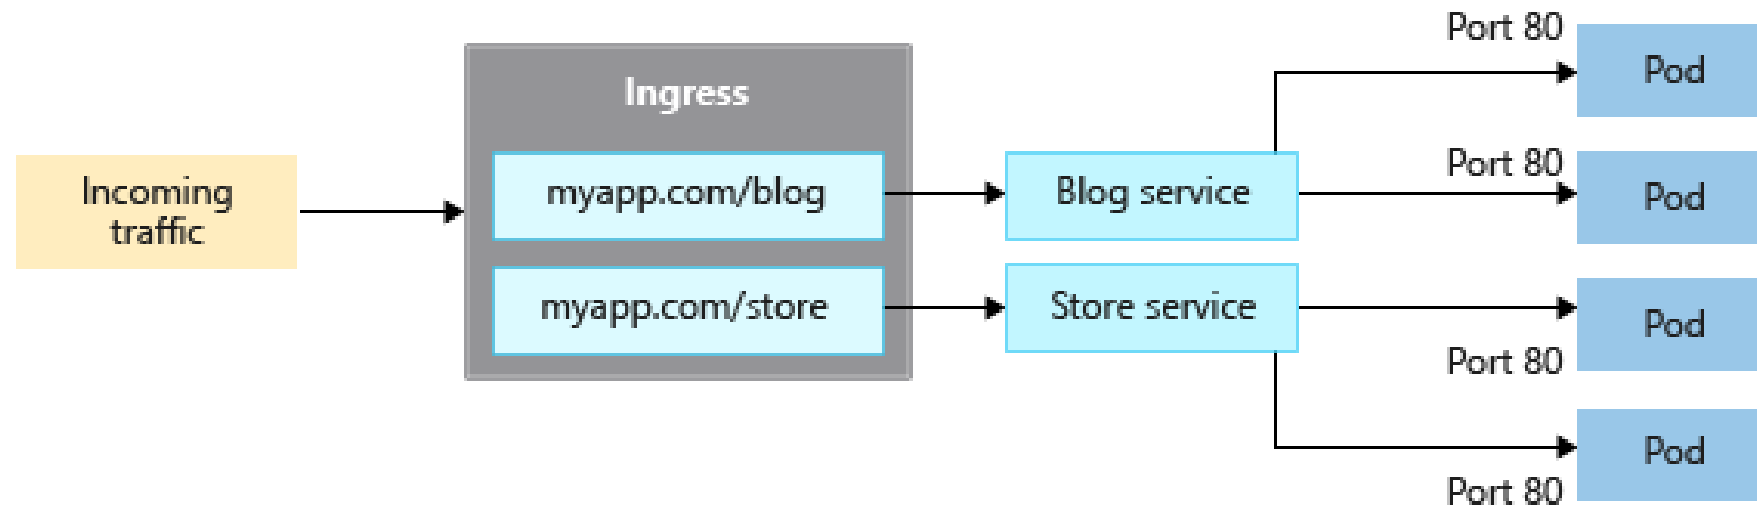 Incoming
traffic
Ingress
myapp.com/blog
myapp.com/store
Blog service
Store service
Port 80
Pod
Port 80
Pod
Pod
Port 80
Pod
Port 80